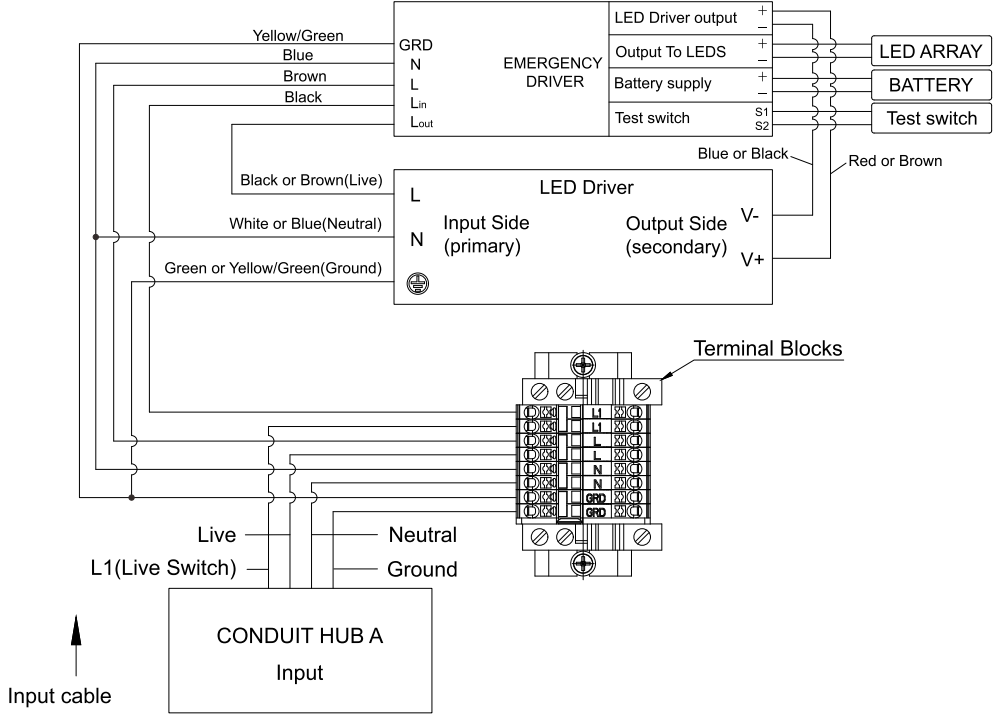 LED Driver output
+
−
Yellow/Green
GRD
Output To LEDS
+
−
LED ARRAY
Blue
N
EMERGENCY
DRIVER
Brown
L
Battery supply
+
−
BATTERY
Black
Lin
Lout
Test switch
S1
S2
Test switch
Blue or Black
Red or Brown
Black or Brown(Live)
L
LED Driver
White or Blue(Neutral)
N
Input Side
(primary)
Output Side
(secondary)
V-
V+
Green or Yellow/Green(Ground)
Terminal Blocks
L1
L1
L
L
N
N
GRD
GRD
Live
Neutral
L1(Live Switch)
Ground
CONDUIT HUB A
Input
Input cable